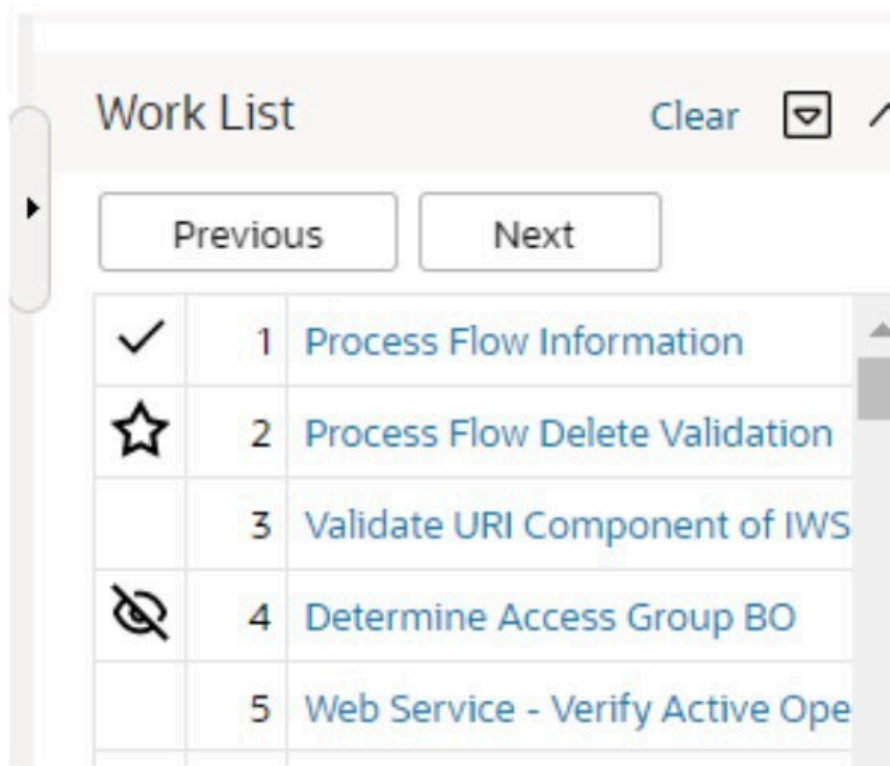 Work List Clear
Previous Next
1 Process Flow Information
2 Process Flow Delete Validation
3 Validate URI Component of IWS
4 Determine Access Group BO
5 Web Service - Verify Active Ope